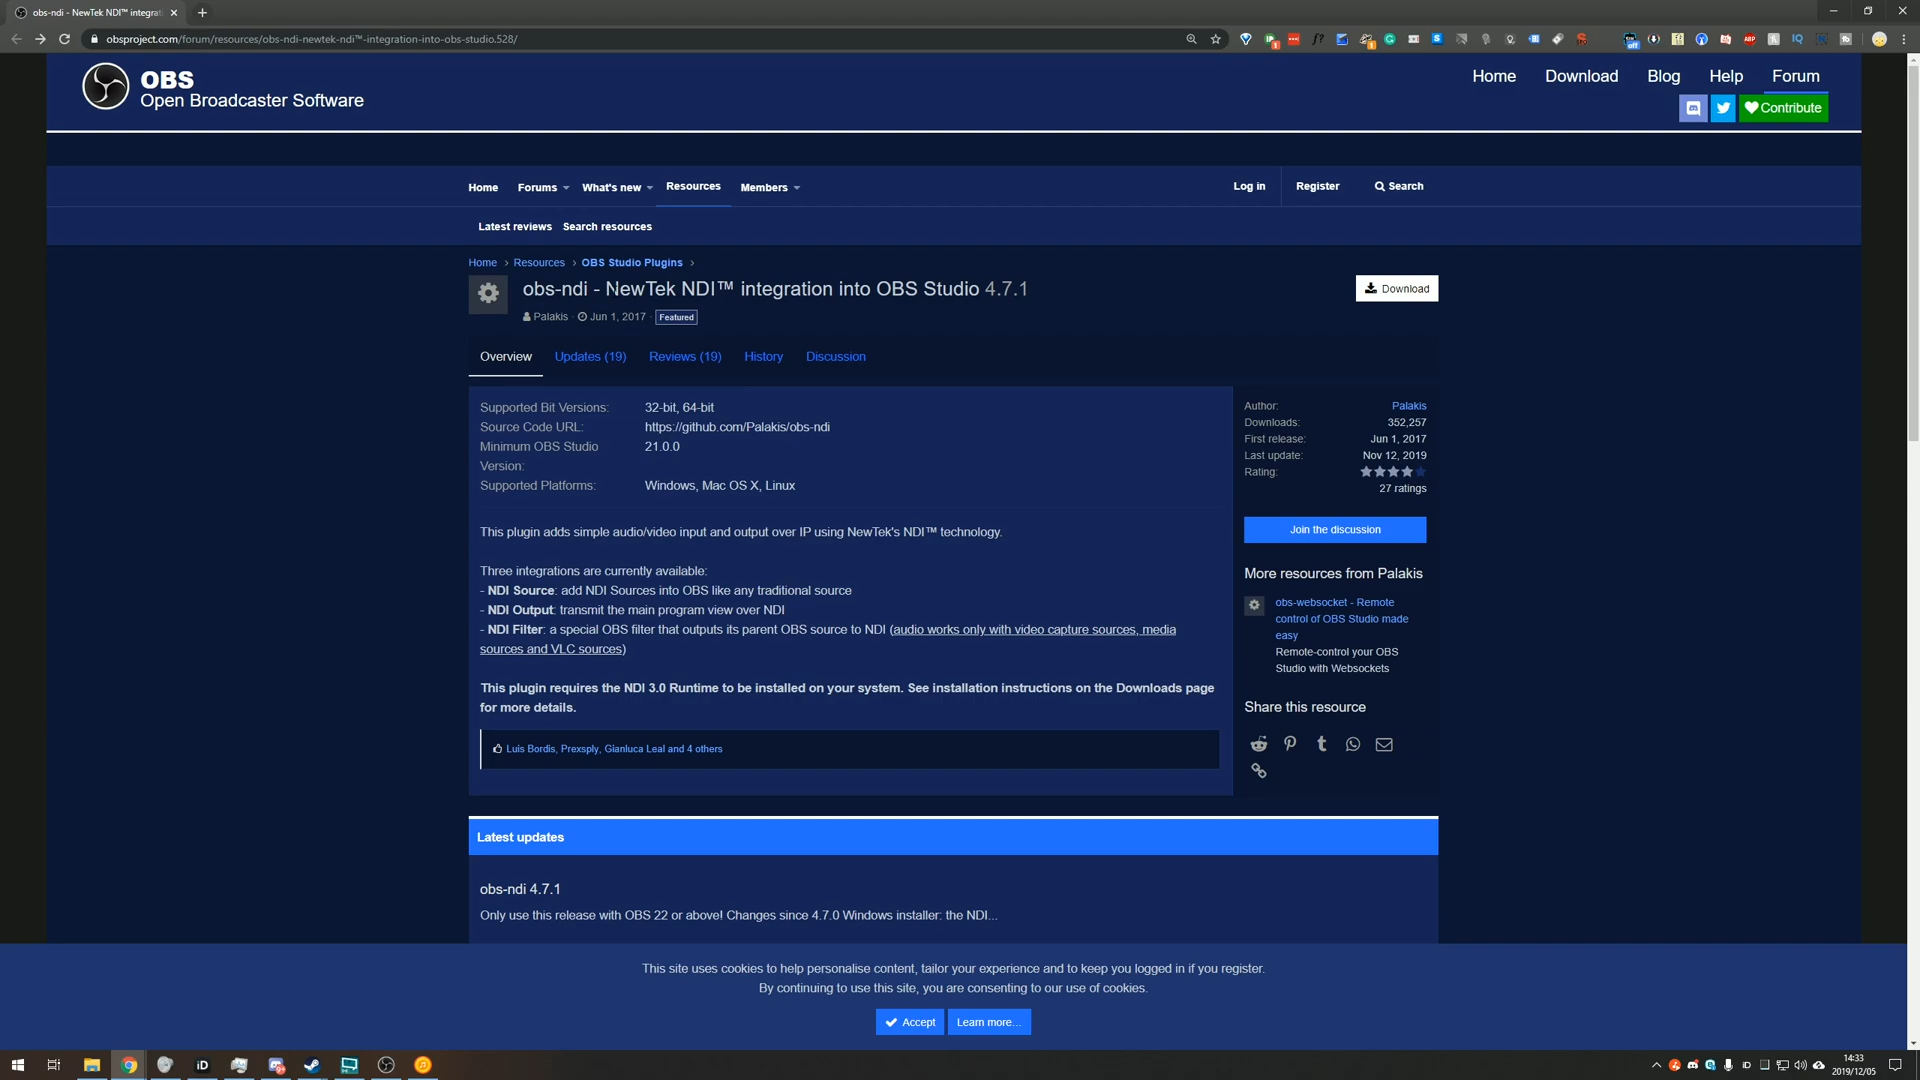 obs-ndi - NewTek NDI™ integrati
obsproject.com/forum/resources/obs-ndi-newtek-ndi™-integration-into-obs-studio.528/
OBS
Open Broadcaster Software
Home Download Blog Help Forum
Contribute
Home Forums What's new Resources Members
Log in Register Search
Latest reviews Search resources
Home › Resources › OBS Studio Plugins ›
obs-ndi - NewTek NDI™ integration into OBS Studio 4.7.1
Download
Palakis · Jun 1, 2017 · Featured
Overview Updates (19) Reviews (19) History Discussion
Supported Bit Versions: 32-bit, 64-bit
Source Code URL: https://github.com/Palakis/obs-ndi
Minimum OBS Studio Version: 21.0.0
Supported Platforms: Windows, Mac OS X, Linux
This plugin adds simple audio/video input and output over IP using NewTek's NDI™ technology.
Three integrations are currently available:
- NDI Source: add NDI Sources into OBS like any traditional source
- NDI Output: transmit the main program view over NDI
- NDI Filter: a special OBS filter that outputs its parent OBS source to NDI (audio works only with video capture sources, media
sources and VLC sources)
This plugin requires the NDI 3.0 Runtime to be installed on your system. See installation instructions on the Downloads page
for more details.
Luis Bordis, Prexsply, Gianluca Leal and 4 others
Author: Palakis
Downloads: 352,257
First release: Jun 1, 2017
Last update: Nov 12, 2019
Rating:
27 ratings
Join the discussion
More resources from Palakis
obs-websocket - Remote
control of OBS Studio made
easy
Remote-control your OBS
Studio with Websockets
Share this resource
Latest updates
obs-ndi 4.7.1
Only use this release with OBS 22 or above! Changes since 4.7.0 Windows installer: the NDI...
This site uses cookies to help personalise content, tailor your experience and to keep you logged in if you register.
By continuing to use this site, you are consenting to our use of cookies.
Accept Learn more…
14:33
2019/12/05